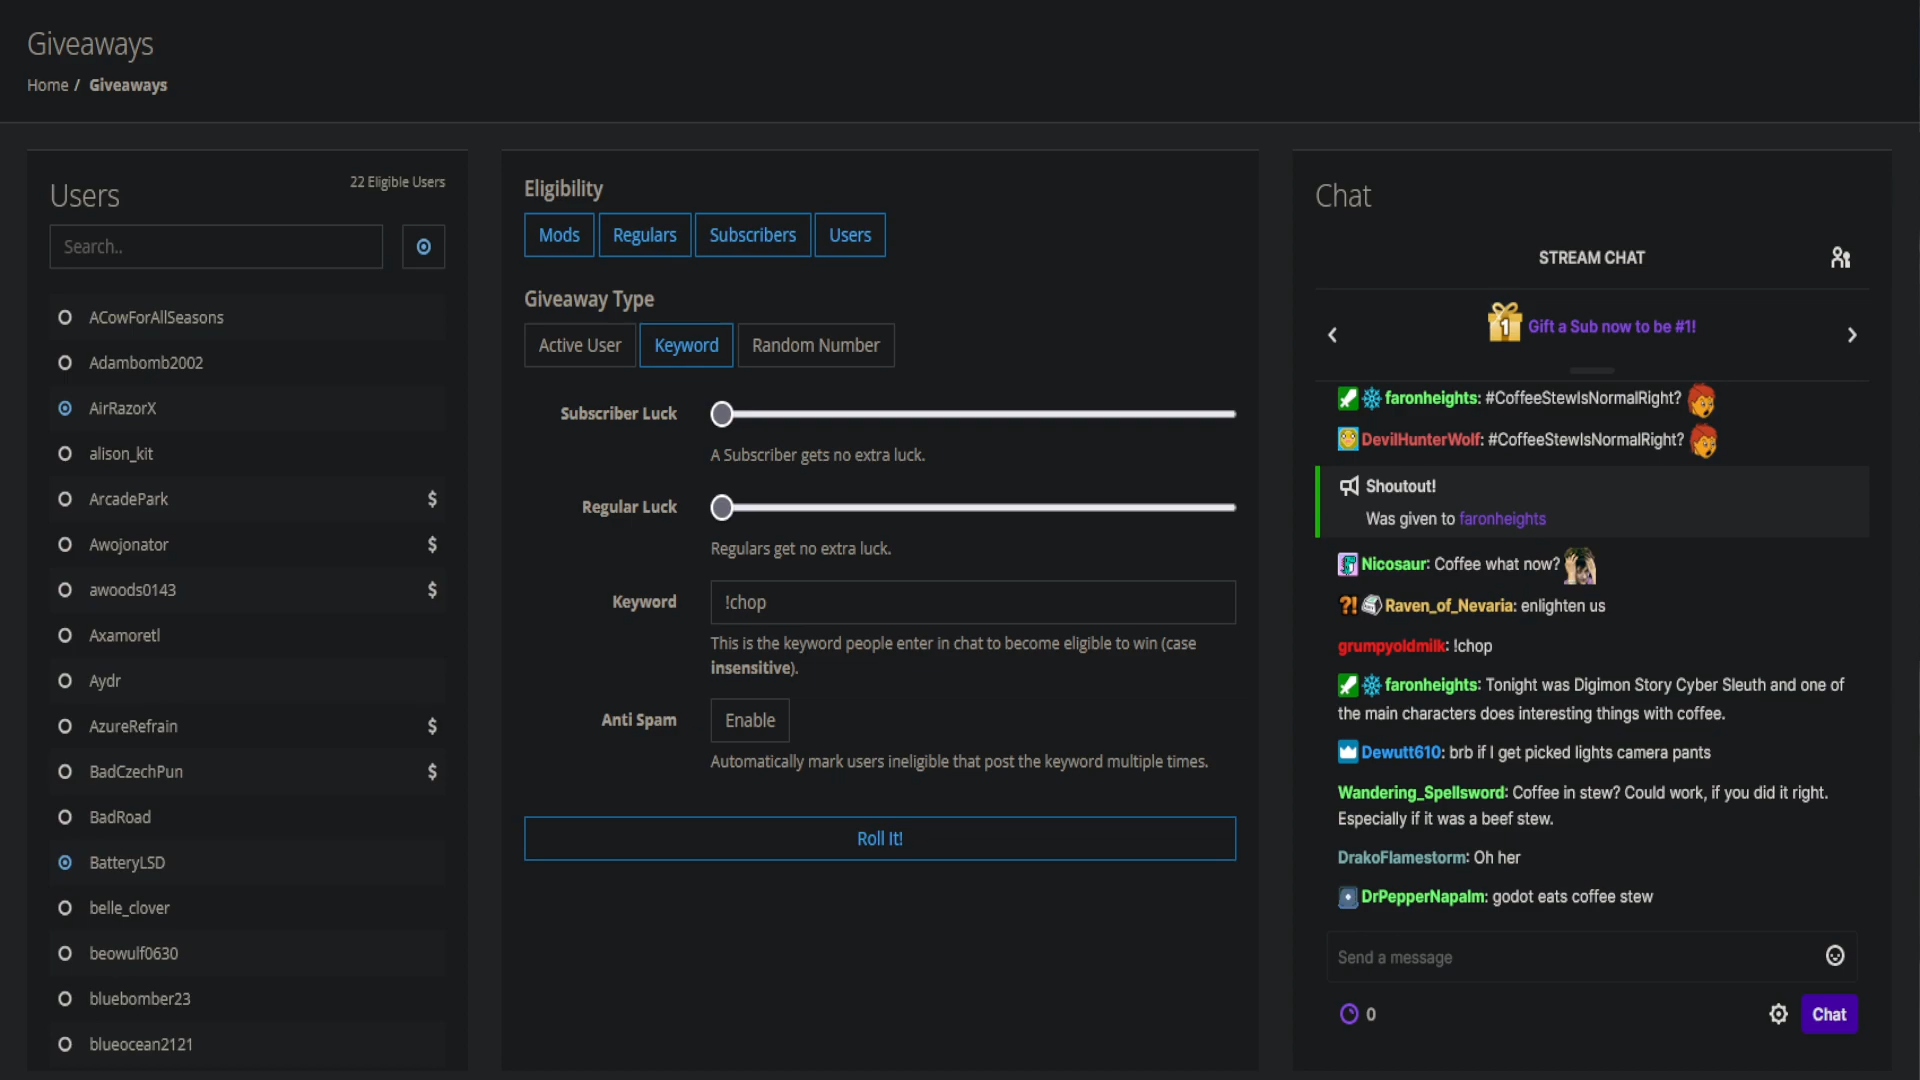 Giveaways
Home / Giveaways
Users
22 Eligible Users
Search..
ACowForAllSeasons
Adambomb2002
AirRazorX
alison_kit
ArcadePark $
Awojonator $
awoods0143 $
Axamoretl
Aydr
AzureRefrain $
BadCzechPun $
BadRoad
BatteryLSD
belle_clover
beowulf0630
bluebomber23
blueocean2121
Eligibility
Mods Regulars Subscribers Users
Giveaway Type
Active User Keyword Random Number
Subscriber Luck
A Subscriber gets no extra luck.
Regular Luck
Regulars get no extra luck.
Keyword !chop
This is the keyword people enter in chat to become eligible to win (case
insensitive).
Anti Spam Enable
Automatically mark users ineligible that post the keyword multiple times.
Roll It!
Chat
STREAM CHAT
1 Gift a Sub now to be #1!
faronheights: #CoffeeStewIsNormalRight?
DevilHunterWolf: #CoffeeStewIsNormalRight?
Shoutout!
Was given to faronheights
Nicosaur: Coffee what now?
?! Raven_of_Nevaria: enlighten us
grumpyoldmilk: !chop
faronheights: Tonight was Digimon Story Cyber Sleuth and one of
the main characters does interesting things with coffee.
Dewutt610: brb if I get picked lights camera pants
Wandering_Spellsword: Coffee in stew? Could work, if you did it right.
Especially if it was a beef stew.
DrakoFlamestorm: Oh her
DrPepperNapalm: godot eats coffee stew
Send a message
0
Chat